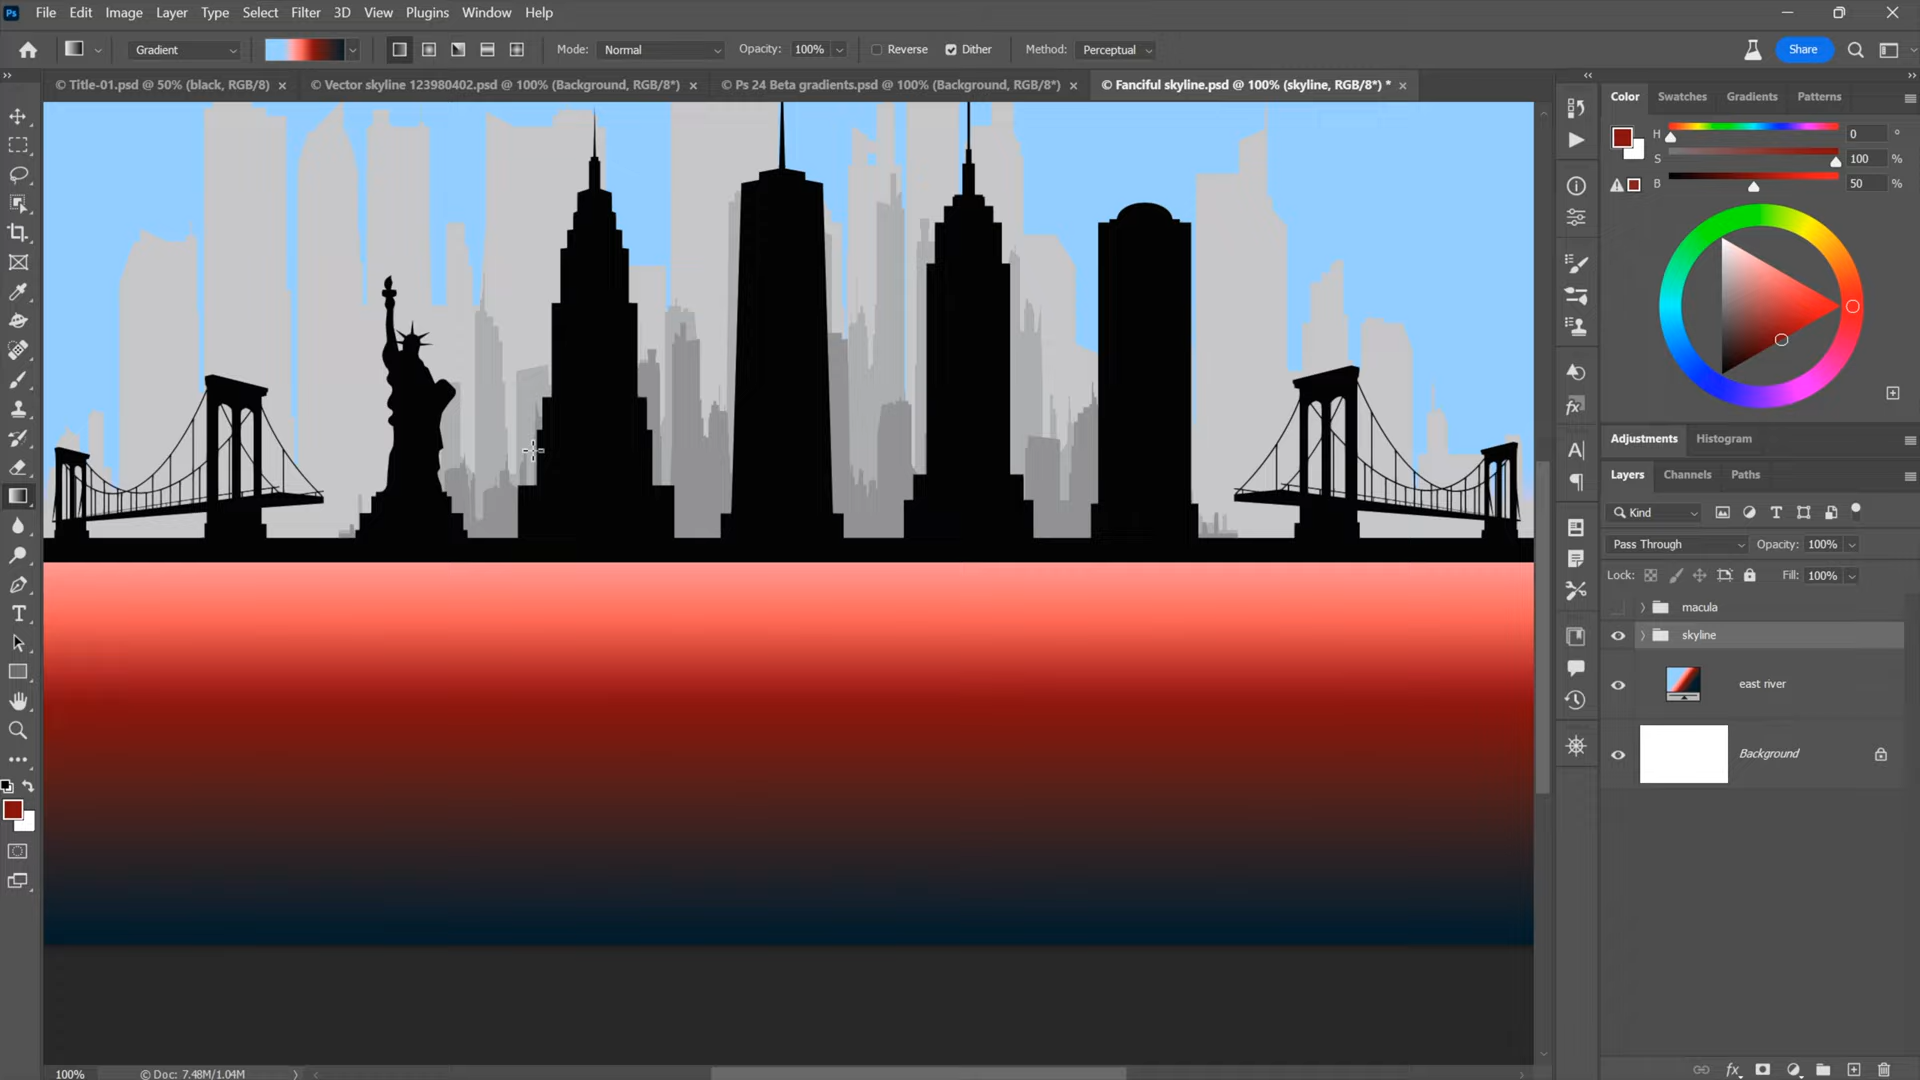 Ps File Edit Image Layer Type Select Filter 3D View Plugins Window Help
Gradient Mode: Normal Opacity: 100% Reverse Dither Method: Perceptual Share
© Title-01.psd @ 50% (black, RGB/8) © Vector skyline 123980402.psd @ 100% (Background, RGB/8*) © Ps 24 Beta gradients.psd @ 100% (Background, RGB/8*) © Fanciful skyline.psd @ 100% (skyline, RGB/8*) *
Color Swatches Gradients Patterns
H 0 °
S 100 %
B 50 %
Adjustments Histogram
Layers Channels Paths
Kind
Pass Through Opacity: 100%
Lock: Fill: 100%
macula
skyline
east river
Background
100% © Doc: 7.48M/1.04M